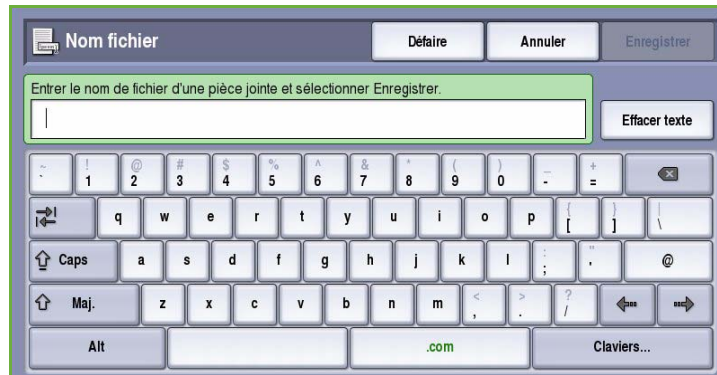 Nom fichier Défaire Annuler Enregistrer
Entrer le nom de fichier d'une pièce jointe et sélectionner Enregistrer.
Effacer texte
~ ! @ # $ % ^ & * ( ) _ +
` 1 2 3 4 5 6 7 8 9 0 - =
q w e r t y u i o p { [ } ] | \
Caps a s d f g h j k l : ; " ' @
Maj. z x c v b n m < , > . ? /
Alt .com Claviers...